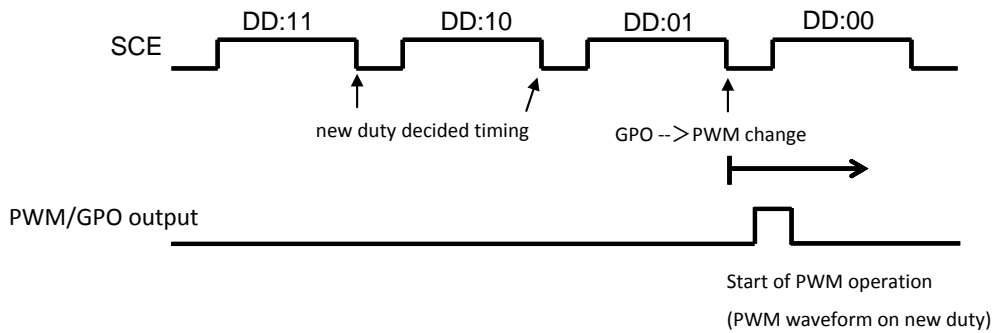 DD:11
DD:10
DD:01
DD:00
SCE
new duty decided timing
GPO -->PWM change
PWM/GPO output
Start of PWM operation
(PWM waveform on new duty)